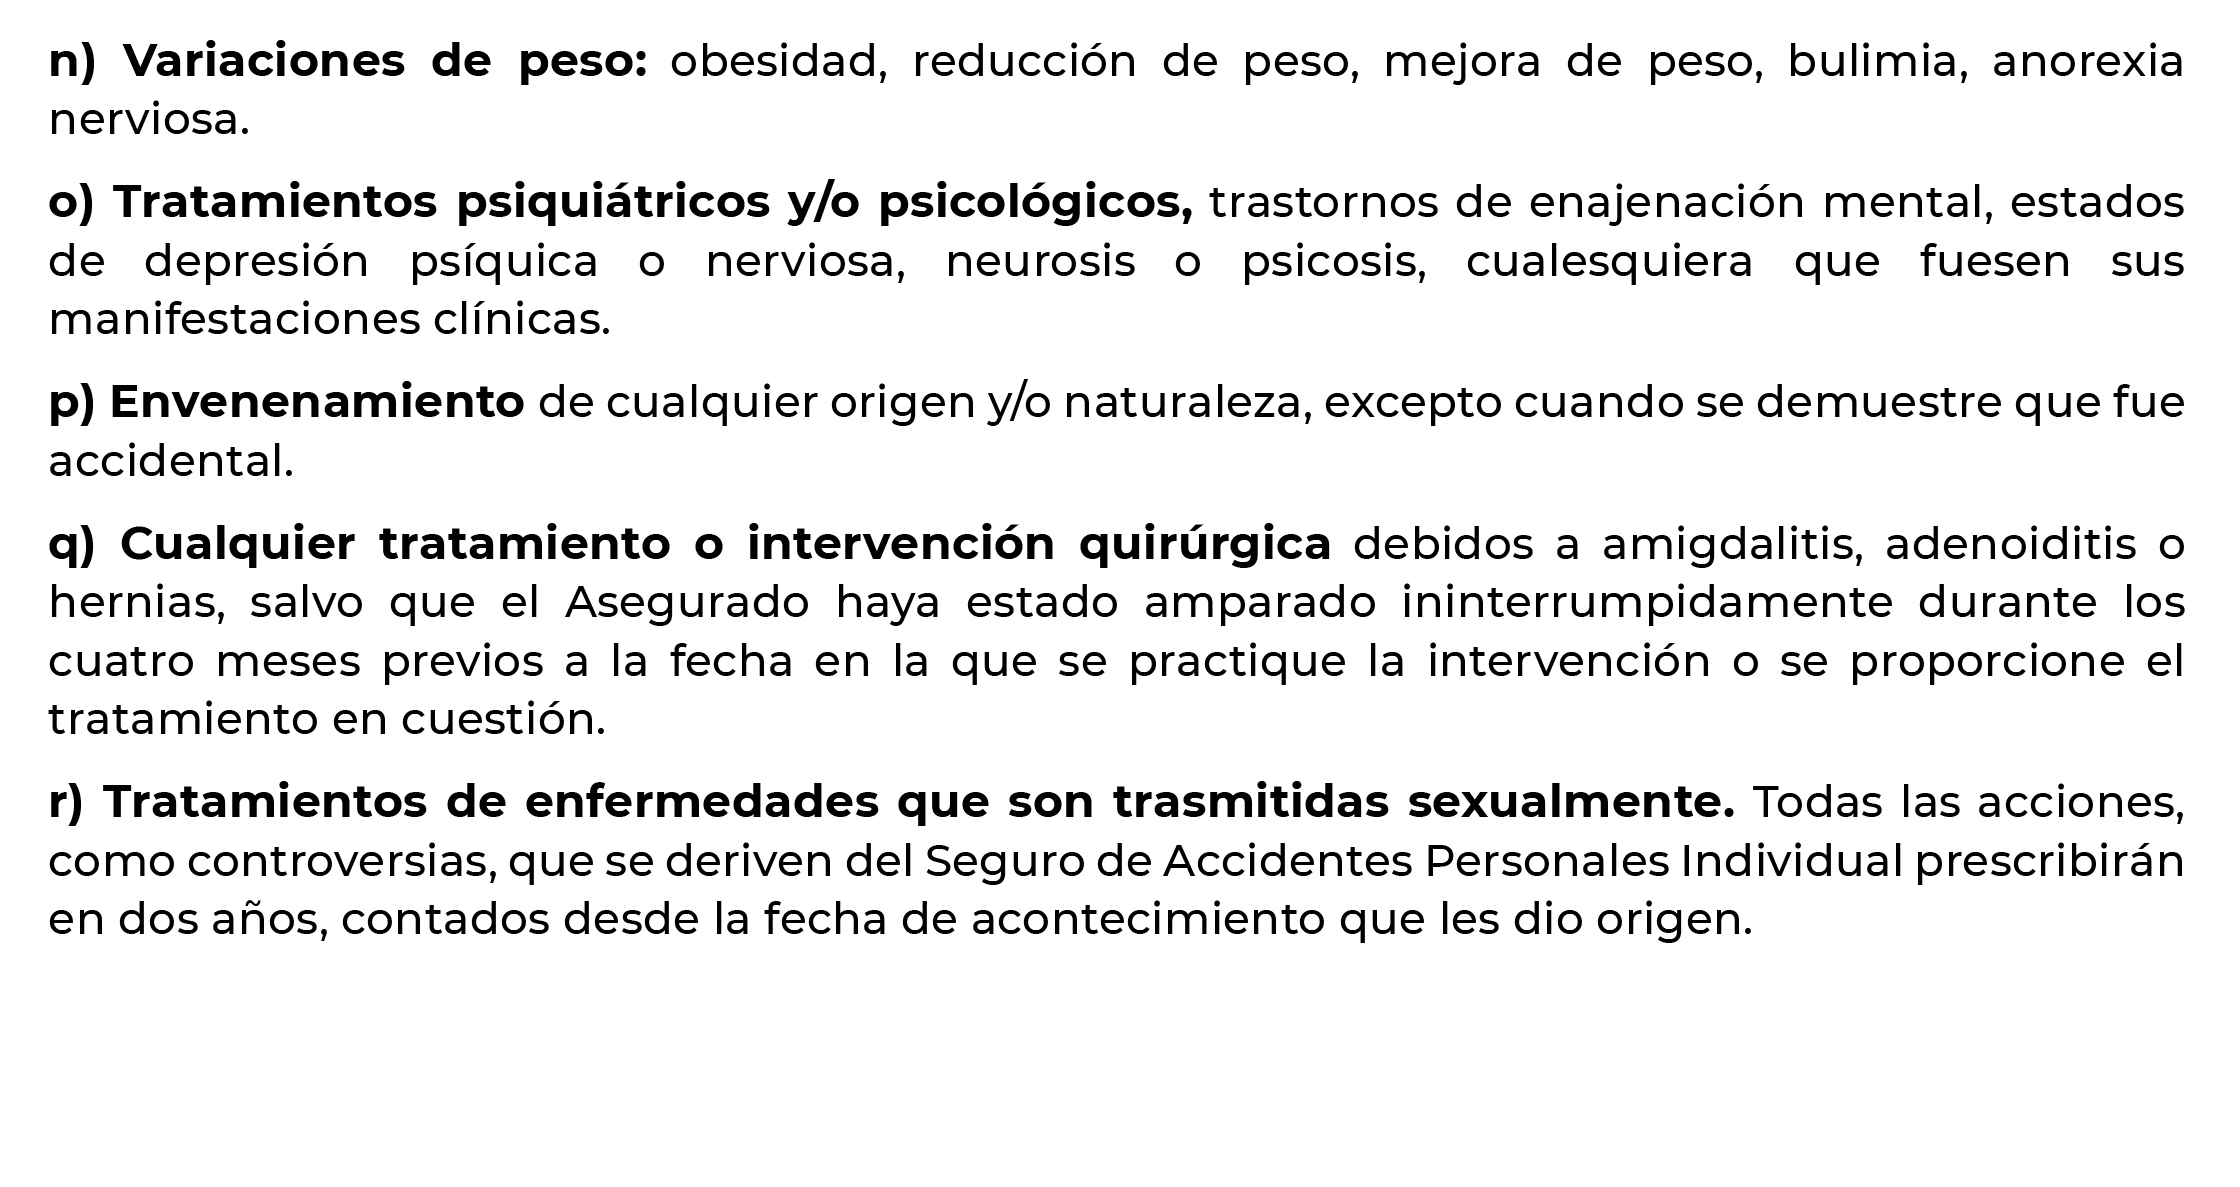 n) Variaciones de peso: obesidad, reducción de peso, mejora de peso, bulimia, anorexia
nerviosa.
o) Tratamientos psiquiátricos y/o psicológicos, trastornos de enajenación mental, estados
de depresión psíquica o nerviosa, neurosis o psicosis, cualesquiera que fuesen sus
manifestaciones clínicas.
p) Envenenamiento de cualquier origen y/o naturaleza, excepto cuando se demuestre que fue
accidental.
q) Cualquier tratamiento o intervención quirúrgica debidos a amigdalitis, adenoiditis o
hernias, salvo que el Asegurado haya estado amparado ininterrumpidamente durante los
cuatro meses previos a la fecha en la que se practique la intervención o se proporcione el
tratamiento en cuestión.
r) Tratamientos de enfermedades que son trasmitidas sexualmente. Todas las acciones,
como controversias, que se deriven del Seguro de Accidentes Personales Individual prescribirán
en dos años, contados desde la fecha de acontecimiento que les dio origen.